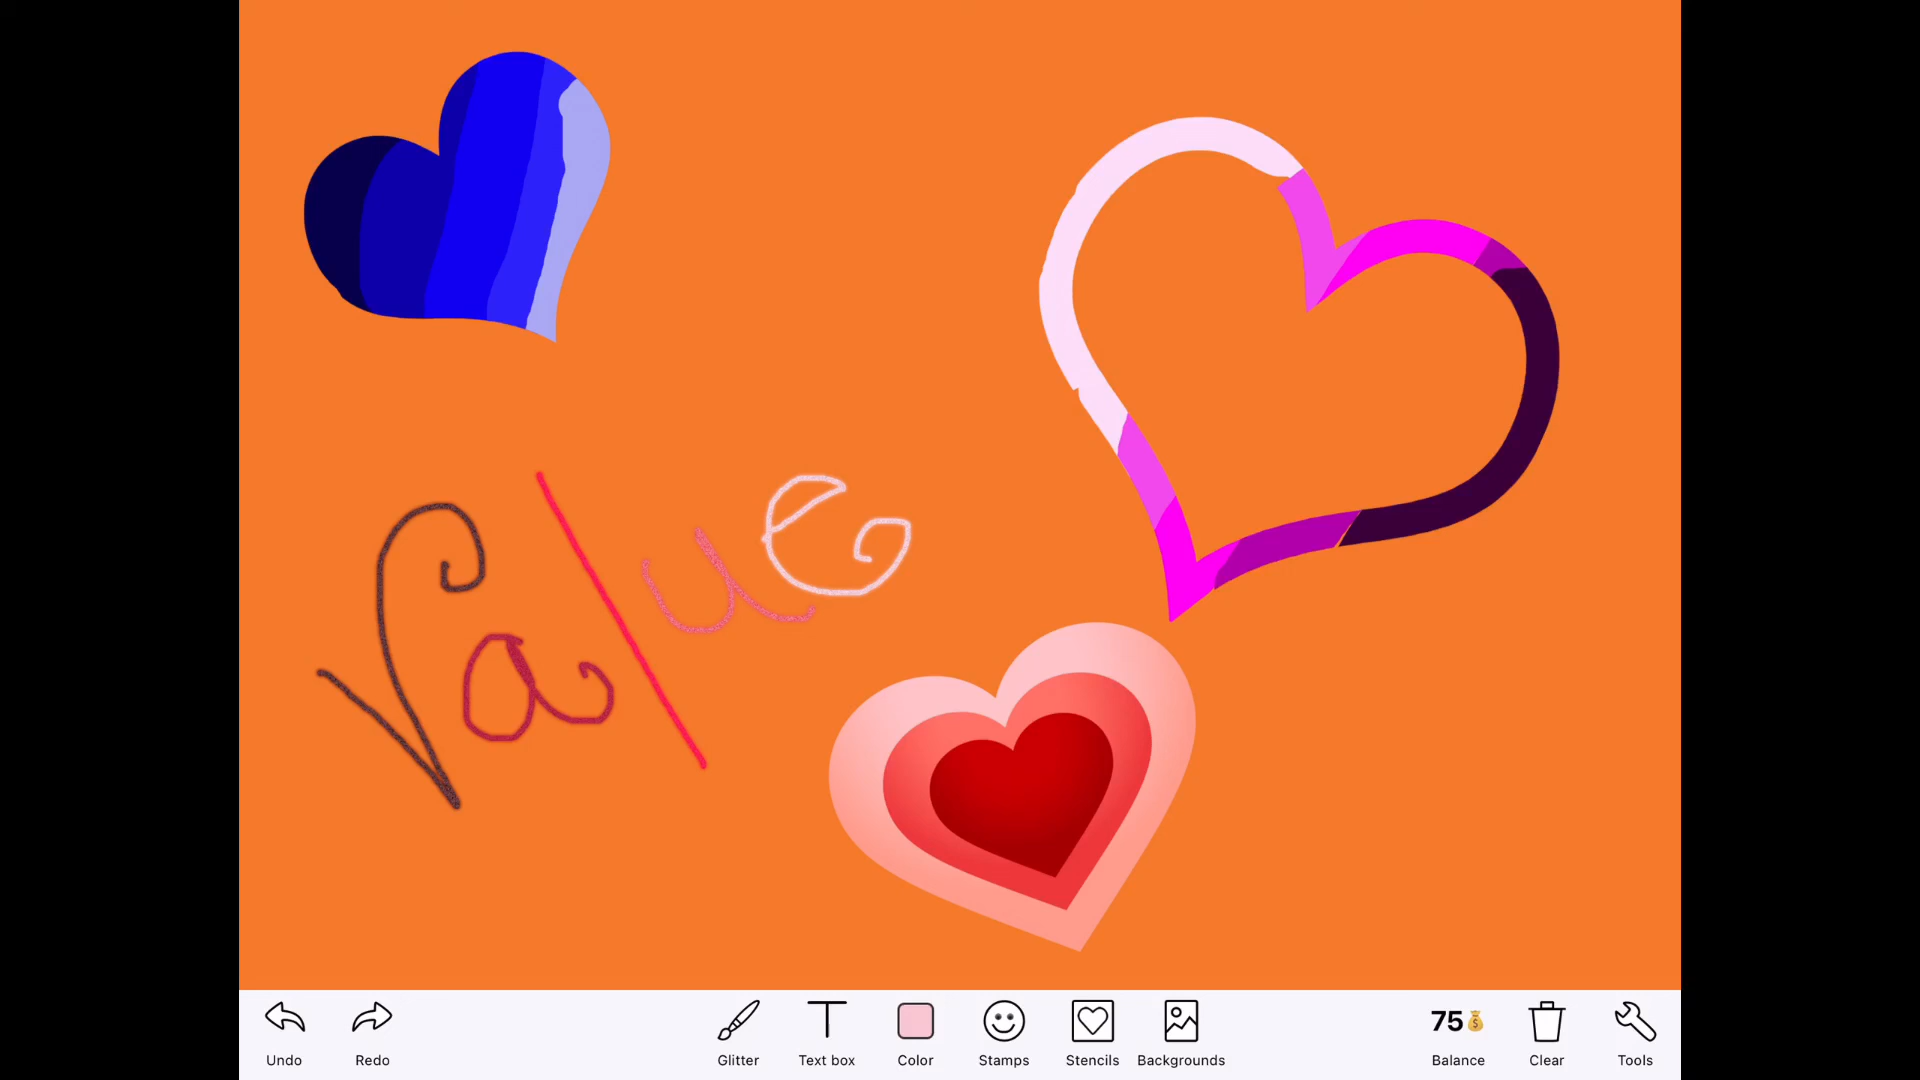 Value
Undo
Redo
Glitter
Text box
Color
Stamps
Stencils
Backgrounds
75
Balance
Clear
Tools